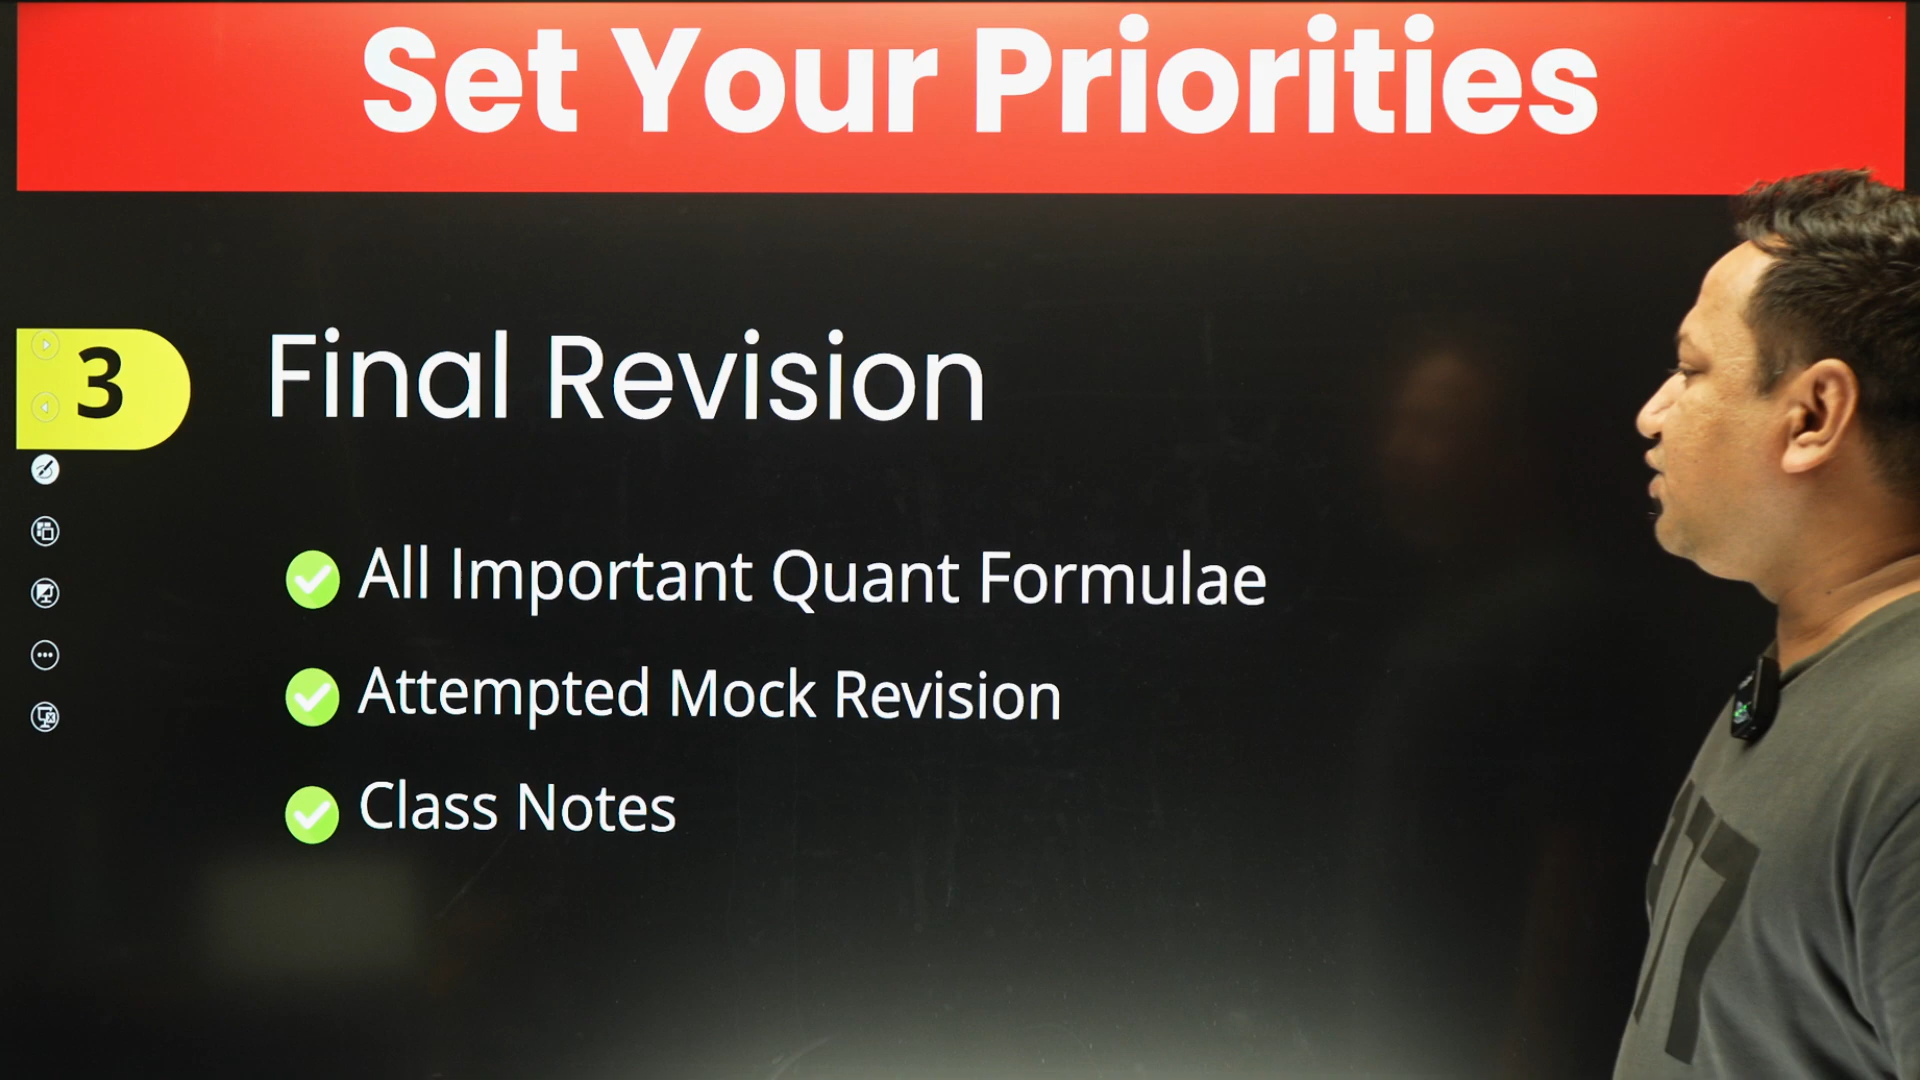 Set Your Priorities
3
Final Revision
All Important Quant Formulae
Attempted Mock Revision
Class Notes